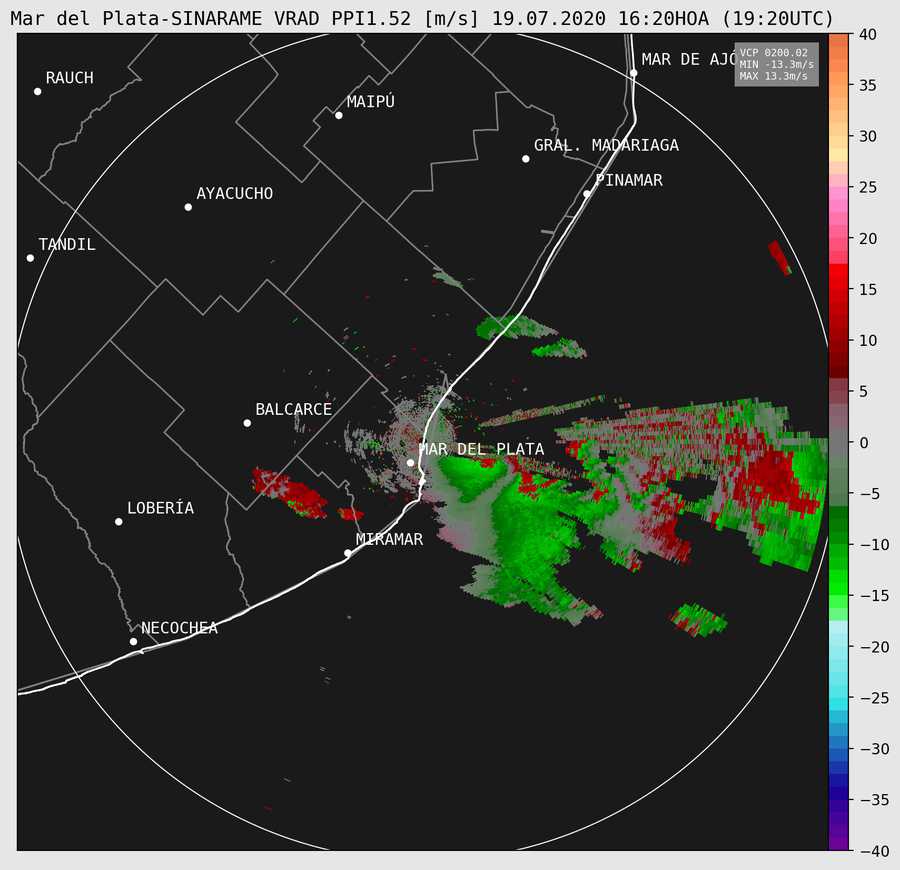 Mar del Plata-SINARAME VRAD PPI1.52 [m/s] 19.07.2020 16:20HOA (19:20UTC)
VCP 0200.02
MIN -13.3m/s
MAX 13.3m/s
MAR DE AJÓ
RAUCH
MAIPÚ
GRAL. MADARIAGA
PINAMAR
AYACUCHO
TANDIL
BALCARCE
MAR DEL PLATA
LOBERÍA
MIRAMAR
NECOCHEA
40
35
30
25
20
15
10
5
0
−5
−10
−15
−20
−25
−30
−35
−40